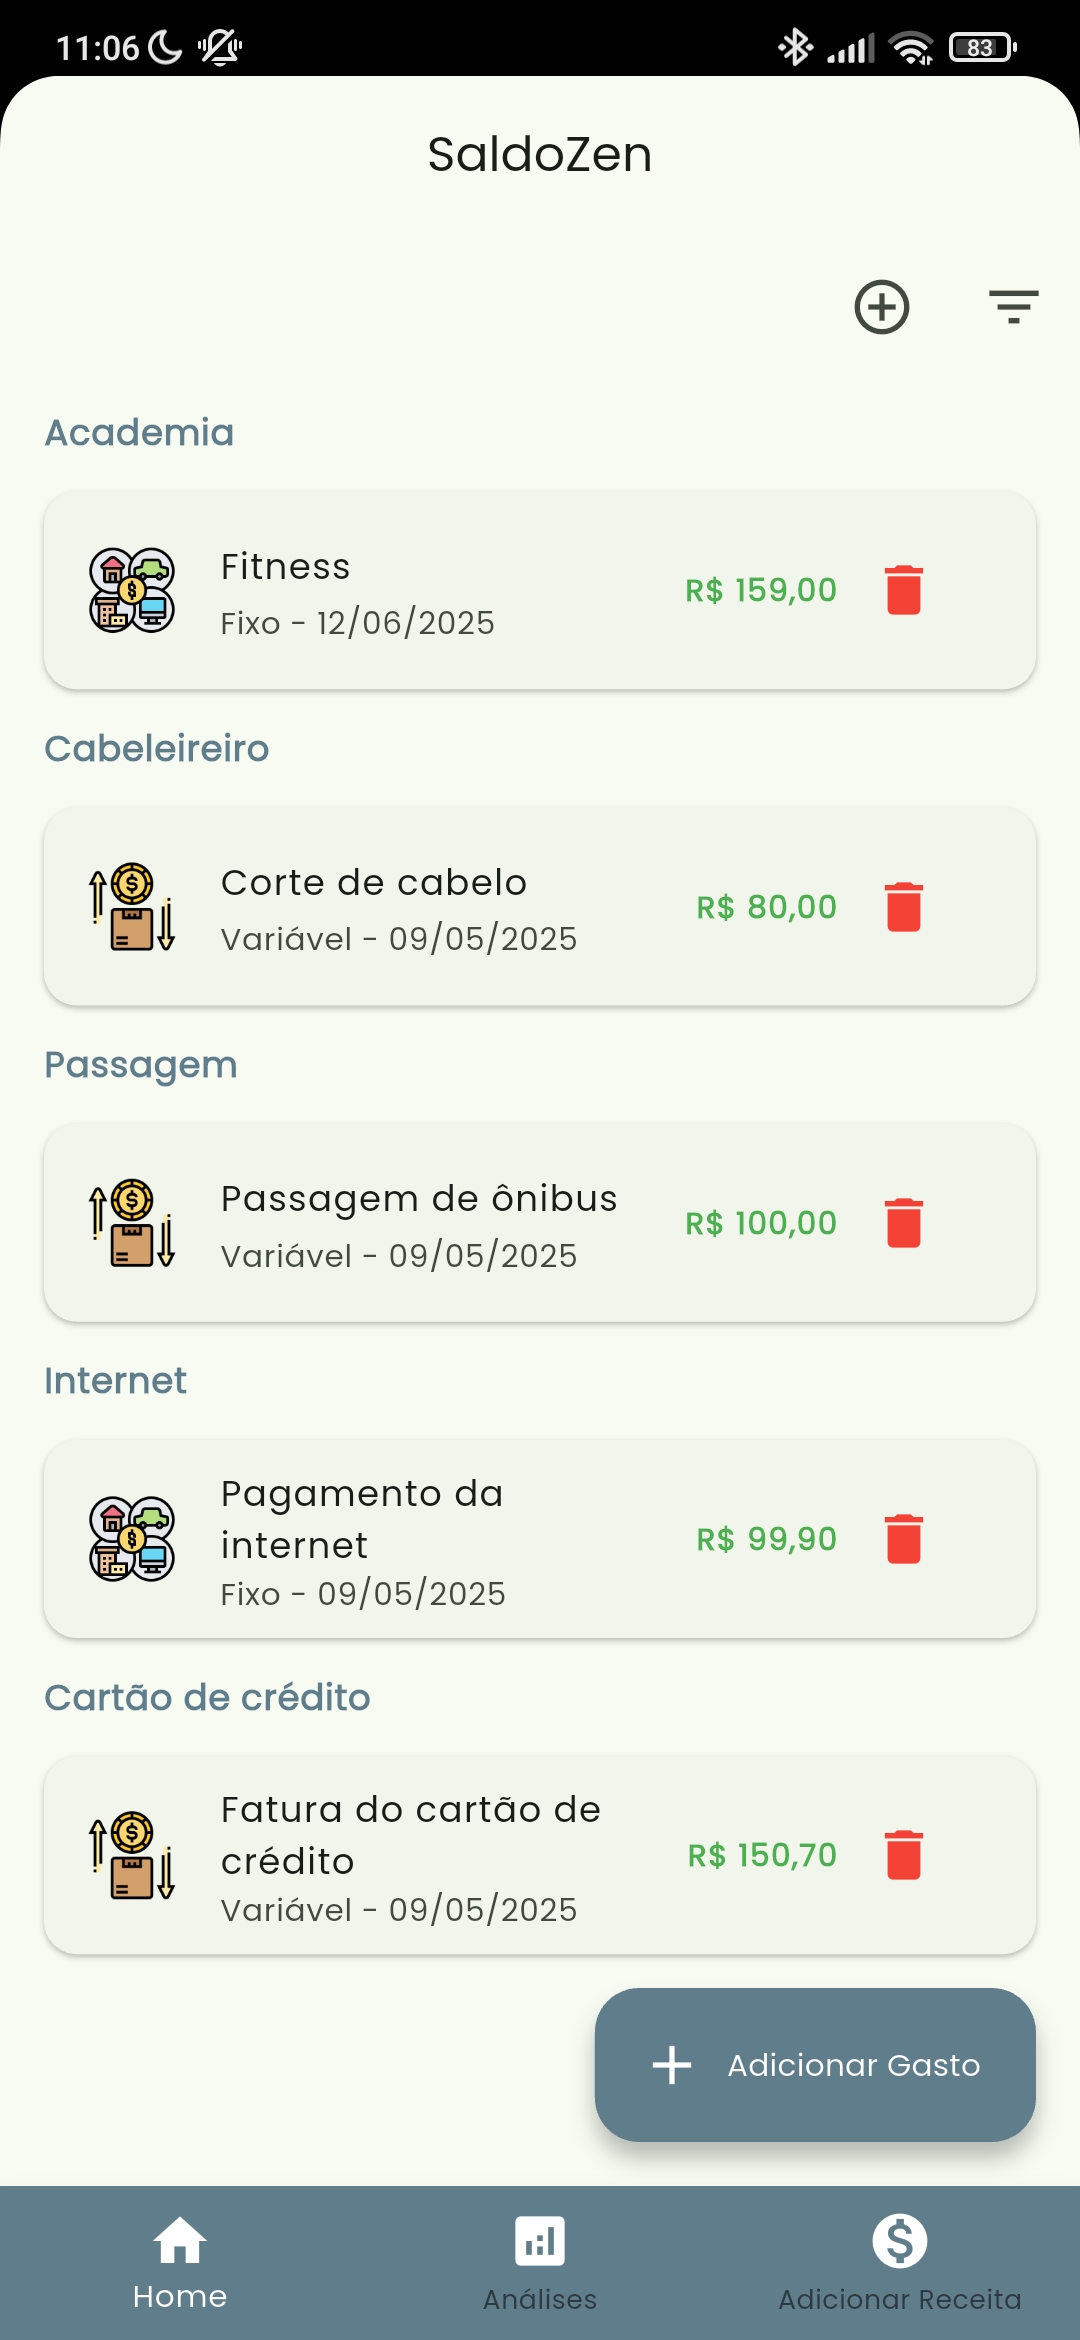 11:06
83
SaldoZen
Academia
Fitness
Fixo - 12/06/2025
R$ 159,00
Cabeleireiro
Corte de cabelo
Variável - 09/05/2025
R$ 80,00
Passagem
Passagem de ônibus
Variável - 09/05/2025
R$ 100,00
Internet
Pagamento da
internet
Fixo - 09/05/2025
R$ 99,90
Cartão de crédito
Fatura do cartão de
crédito
Variável - 09/05/2025
R$ 150,70
Adicionar Gasto
Home
Análises
Adicionar Receita